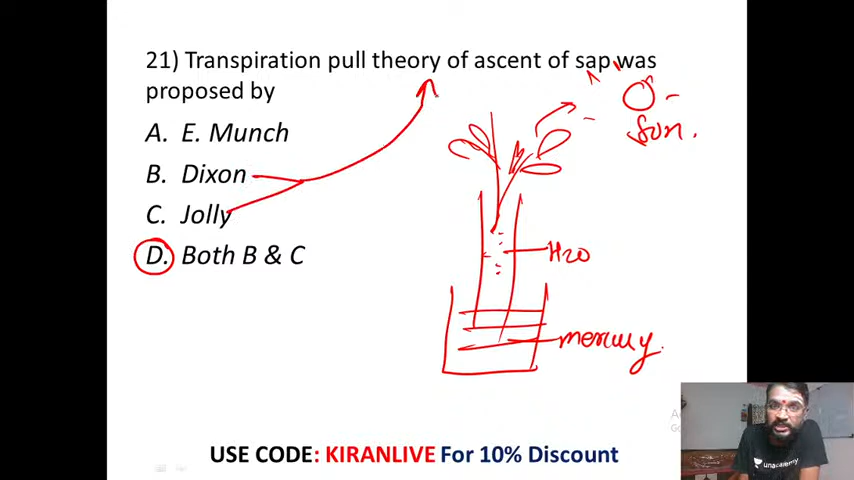 21) Transpiration pull theory of ascent of sap was
proposed by
A. E. Munch
B. Dixon
C. Jolly
D. Both B & C
Sun.
H2O
mercury.
USE CODE: KIRANLIVE For 10% Discount
unacademy